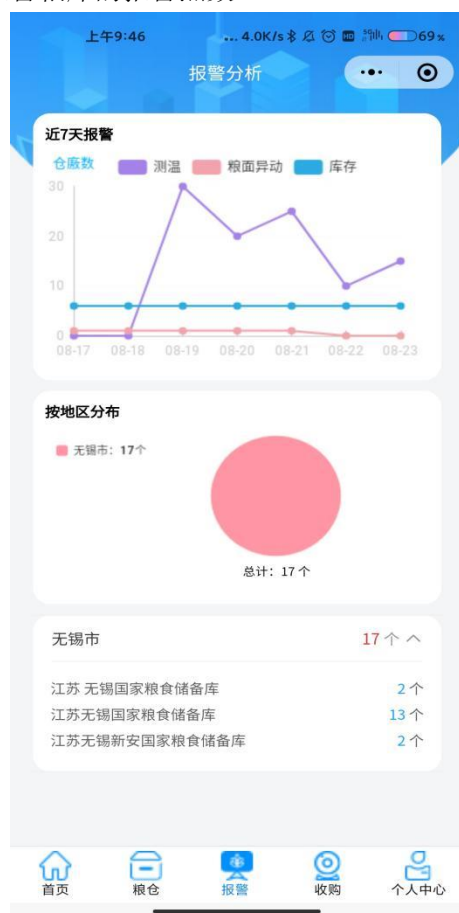 上午9:46 ... 4.0K/s 69%
报警分析
近7天报警
仓廒数 测温 粮面异动 库存
30
20
10
0
08-17 08-18 08-19 08-20 08-21 08-22 08-23
按地区分布
无锡市：17个
总计：17个
无锡市 17个
江苏 无锡国家粮食储备库 2个
江苏无锡国家粮食储备库 13个
江苏无锡新安国家粮食储备库 2个
首页 粮仓 报警 收购 个人中心